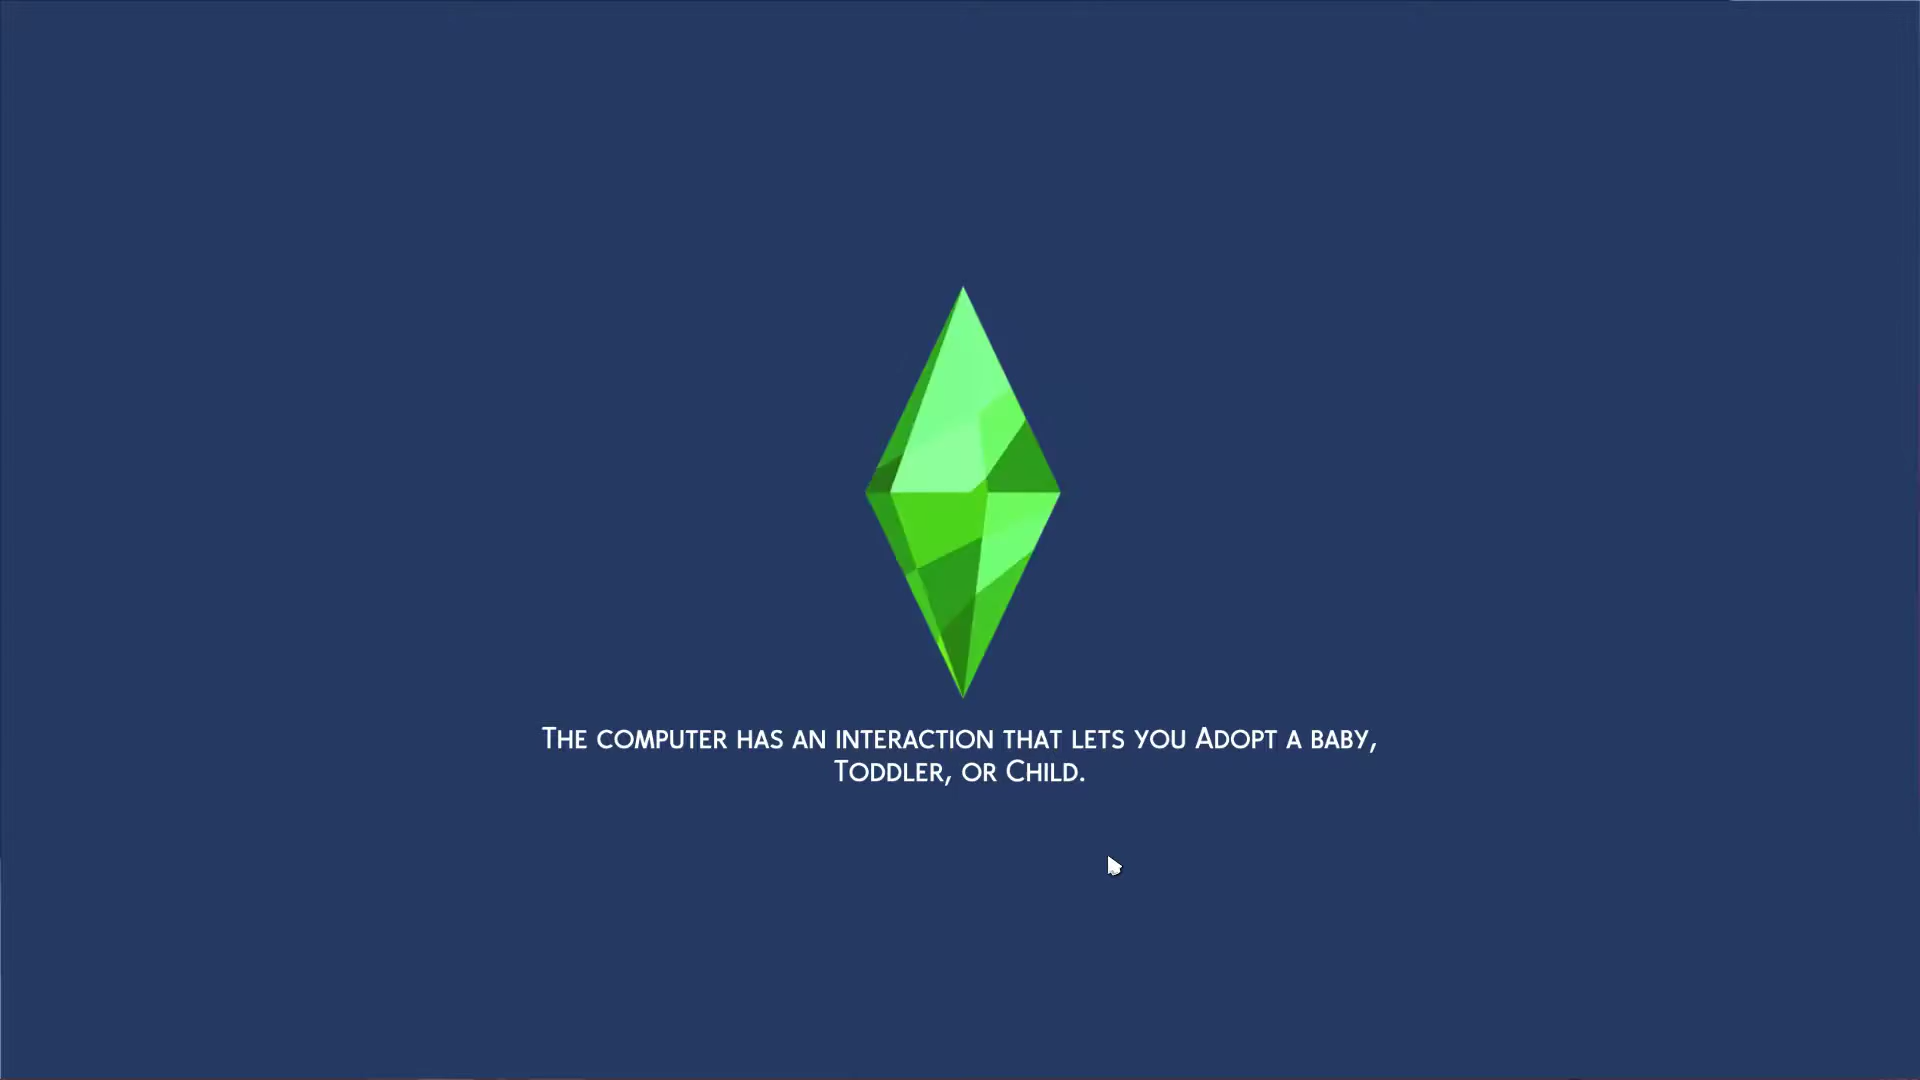 The computer has an interaction that lets you Adopt a baby,
Toddler, or Child.